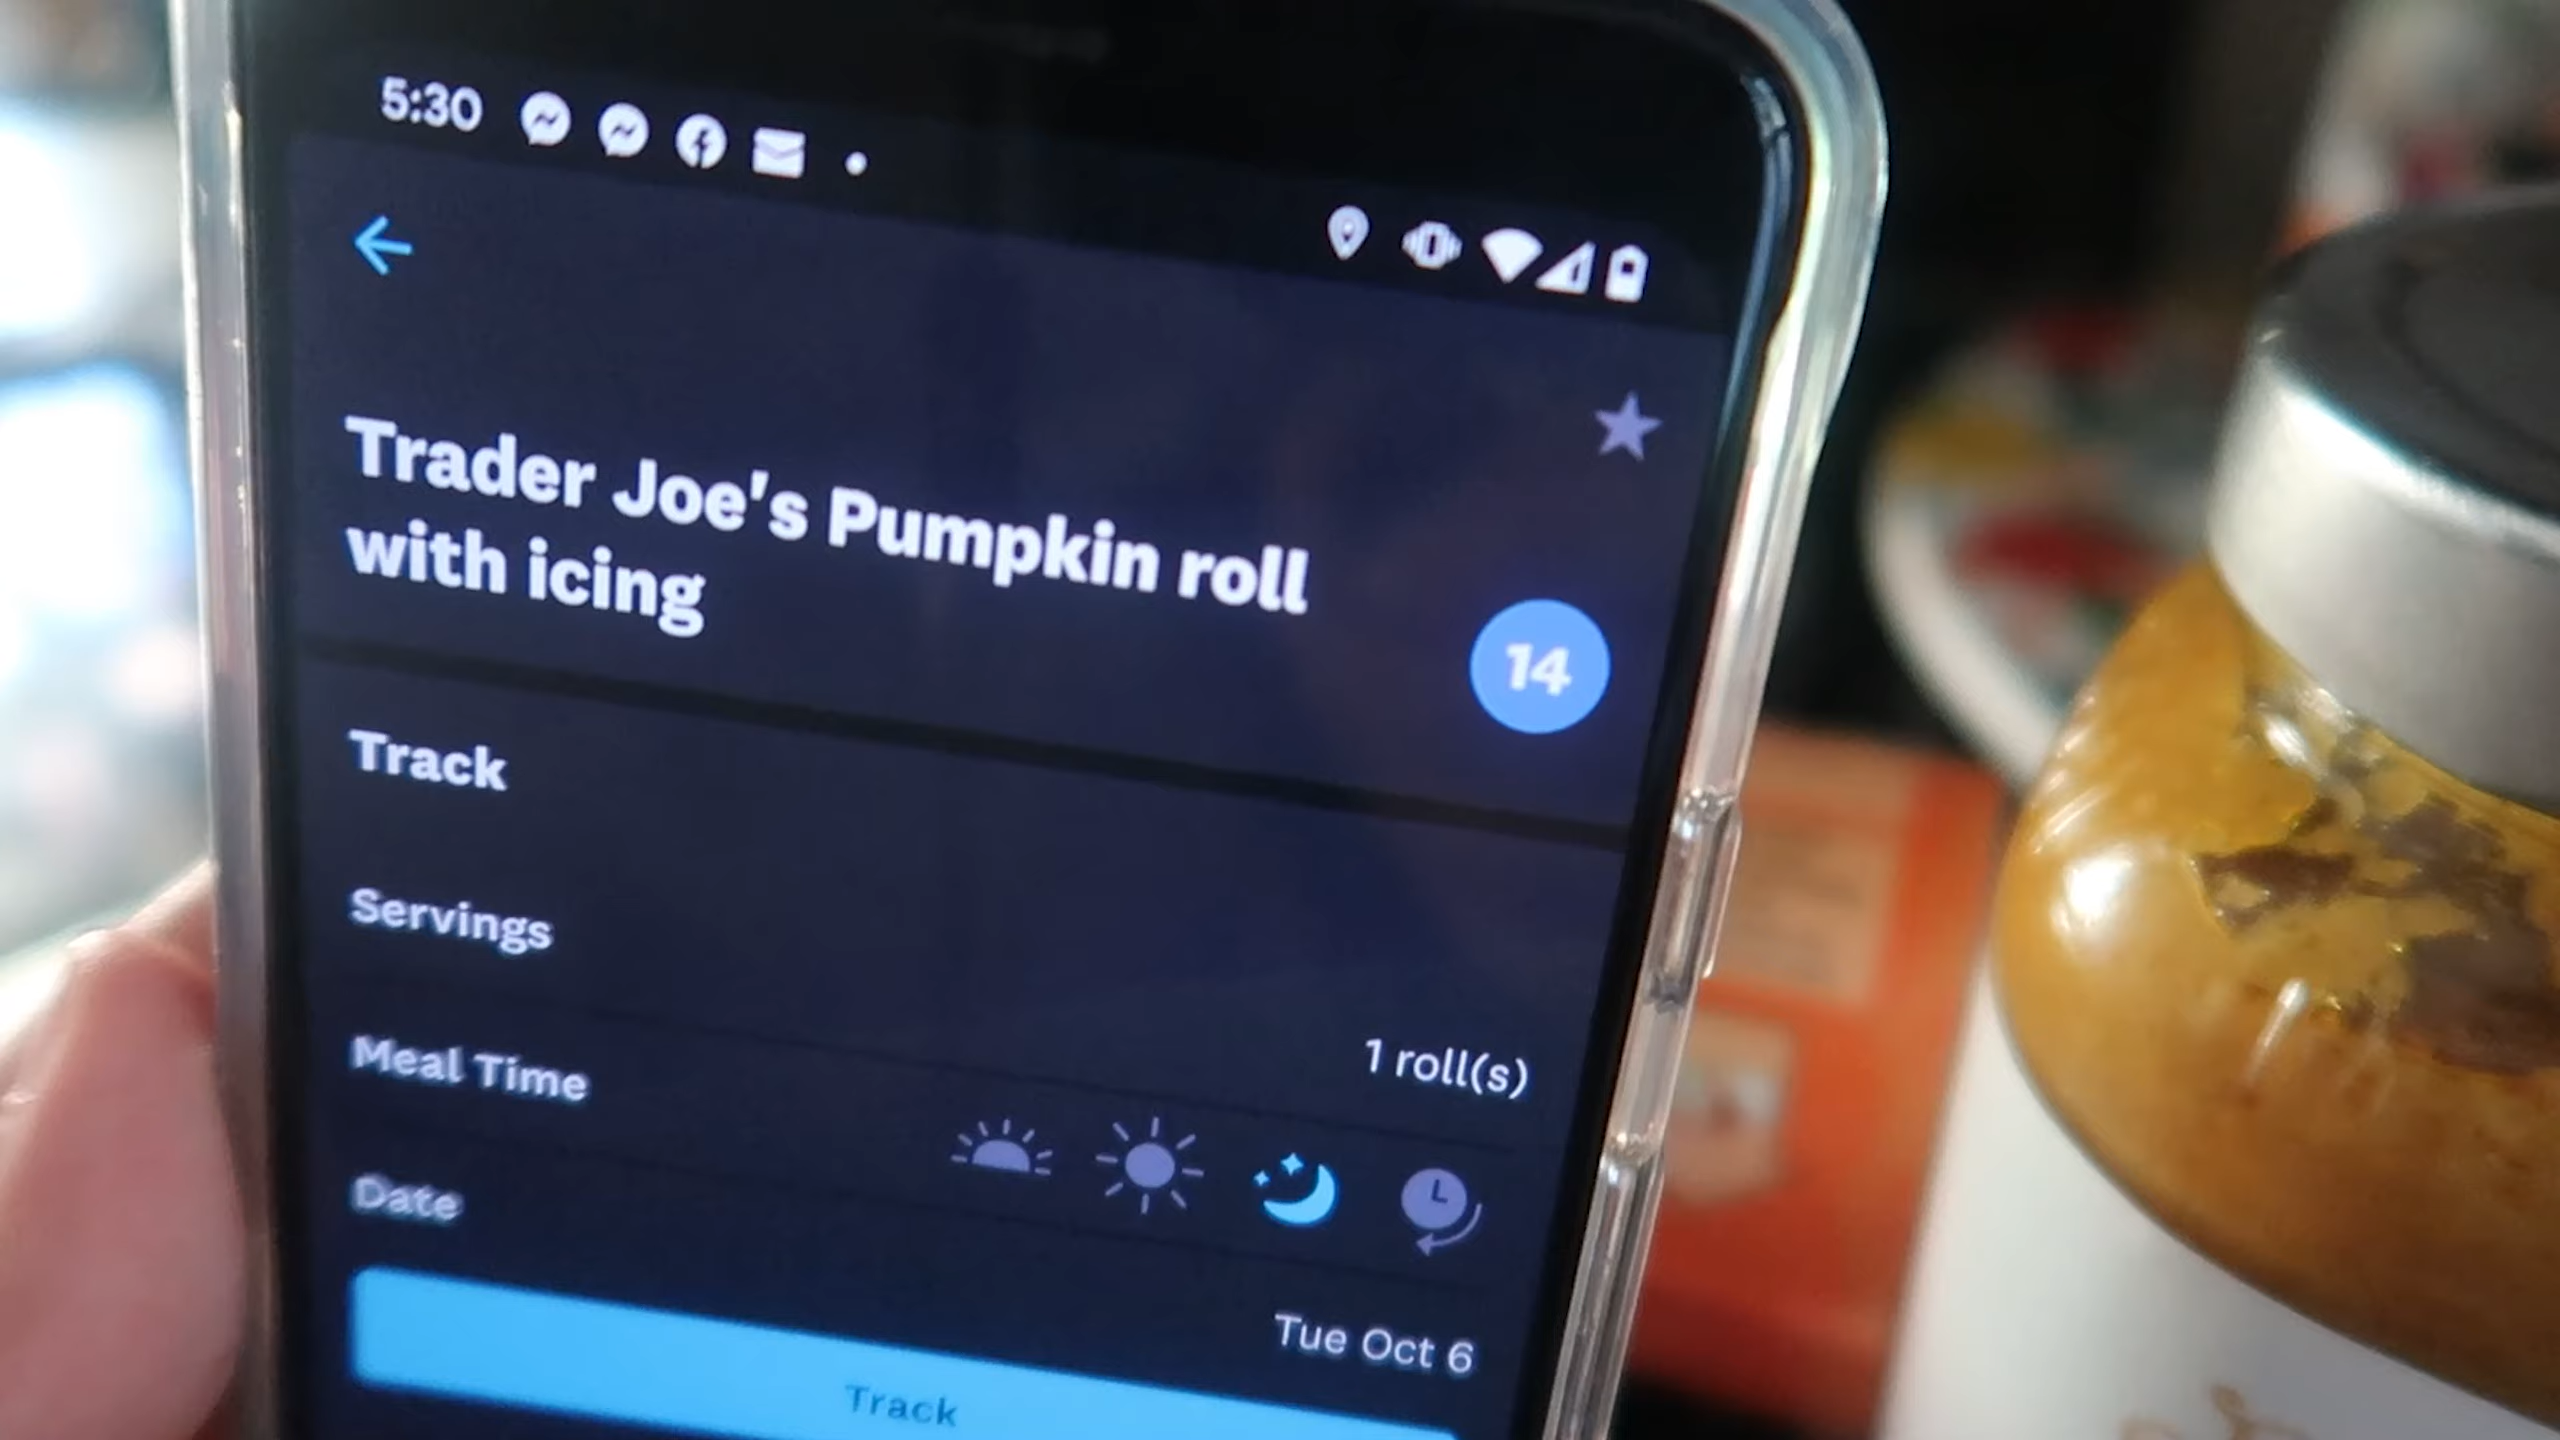 5:30
Trader Joe's Pumpkin roll
with icing
14
Track
Servings
1 roll(s)
Meal Time
Date
Tue Oct 6
Track